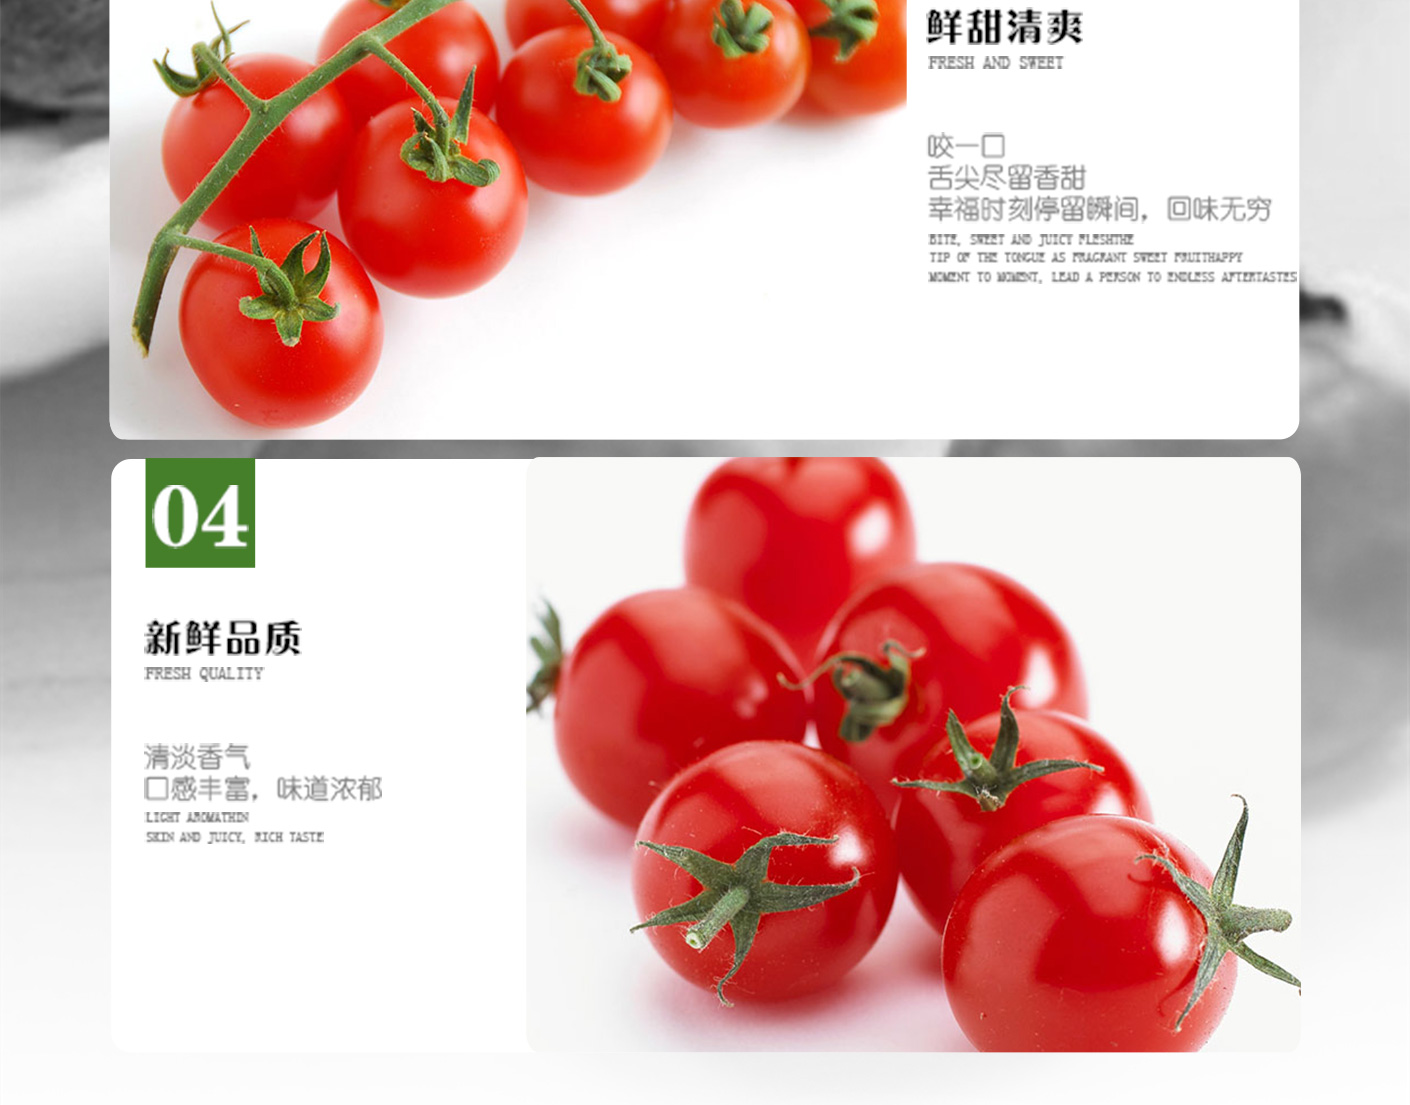 鲜甜清爽
FRESH AND SWEET
咬一口
舌尖尽留香甜
幸福时刻停留瞬间，回味无穷
BITE, SWEET AND JUICY FLESHTHE
TIP OF THE TONGUE AS FRAGRANT SWEET FRUITHAPPY
MOMENT TO MOMENT, LEAD A PERSON TO ENDLESS AFTERTASTES
04
新鲜品质
FRESH QUALITY
清淡香气
口感丰富，味道浓郁
LIGHT AROMATHIN
SKIN AND JUICY, RICH TASTE